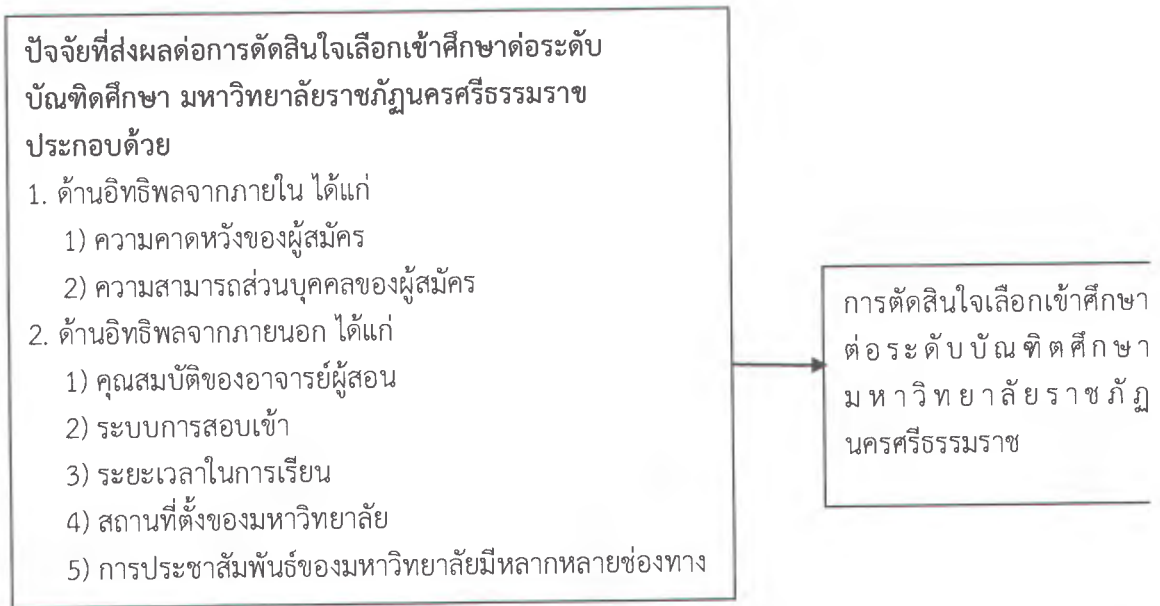 ปัจจัยที่ส่งผลต่อการตัดสินใจเลือกเข้าศึกษาต่อระดับ
บัณฑิตศึกษา มหาวิทยาลัยราชภัฏนครศรีธรรมราช
ประกอบด้วย
1. ด้านอิทธิพลจากภายใน ได้แก่
1) ความคาดหวังของผู้สมัคร
2) ความสามารถส่วนบุคคลของผู้สมัคร
2. ด้านอิทธิพลจากภายนอก ได้แก่
1) คุณสมบัติของอาจารย์ผู้สอน
2) ระบบการสอบเข้า
3) ระยะเวลาในการเรียน
4) สถานที่ตั้งของมหาวิทยาลัย
5) การประชาสัมพันธ์ของมหาวิทยาลัยมีหลากหลายช่องทาง
การตัดสินใจเลือกเข้าศึกษา
ต่อระดับบัณฑิตศึกษา
มหาวิทยาลัยราชภัฏ
นครศรีธรรมราช